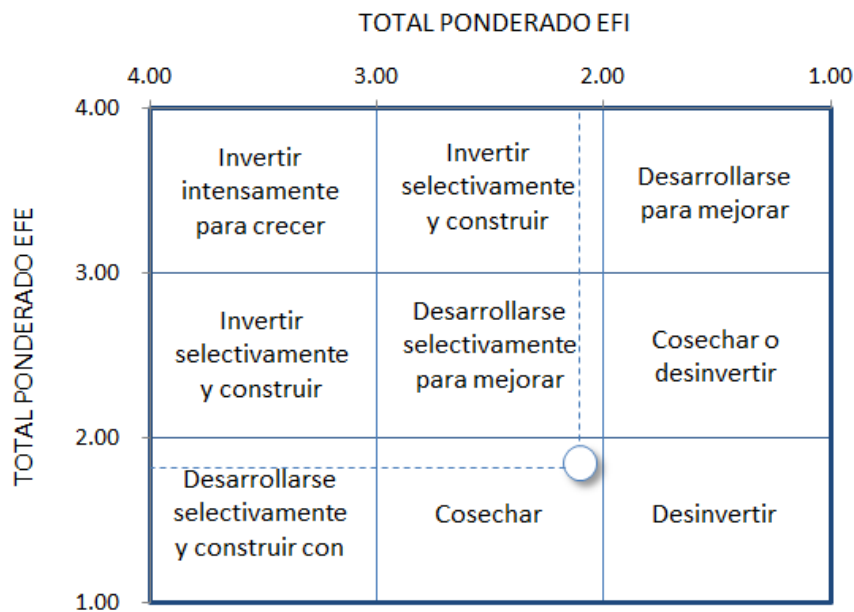 TOTAL PONDERADO EFI
4.00 3.00 2.00 1.00
4.00
Invertir
intensamente
para crecer
Invertir
selectivamente
y construir
Desarrollarse
para mejorar
3.00
TOTAL PONDERADO EFE
Invertir
selectivamente
y construir
Desarrollarse
selectivamente
para mejorar
Cosechar o
desinvertir
2.00
Desarrollarse
selectivamente
y construir con
Cosechar
Desinvertir
1.00